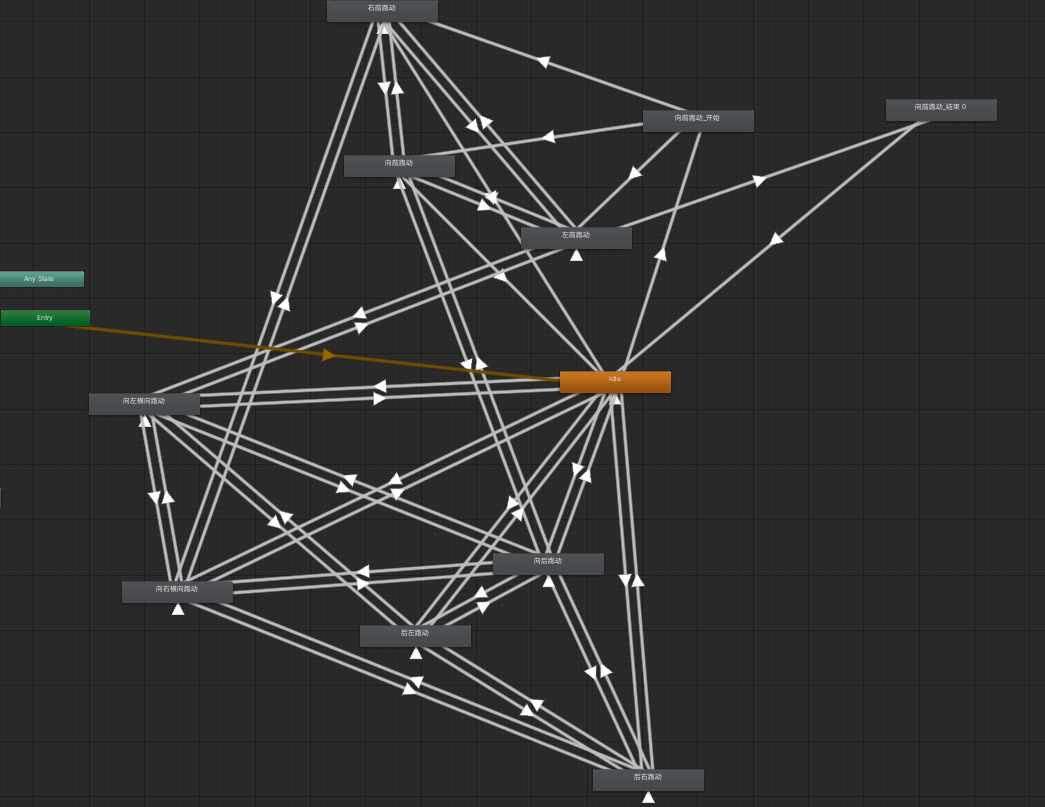 右前跑动
向前跑动_结束 0
向前跑动_开始
向前跑动
左前跑动
Any State
Entry
Idle
向左横向跑动
向后跑动
向右横向跑动
后左跑动
后右跑动